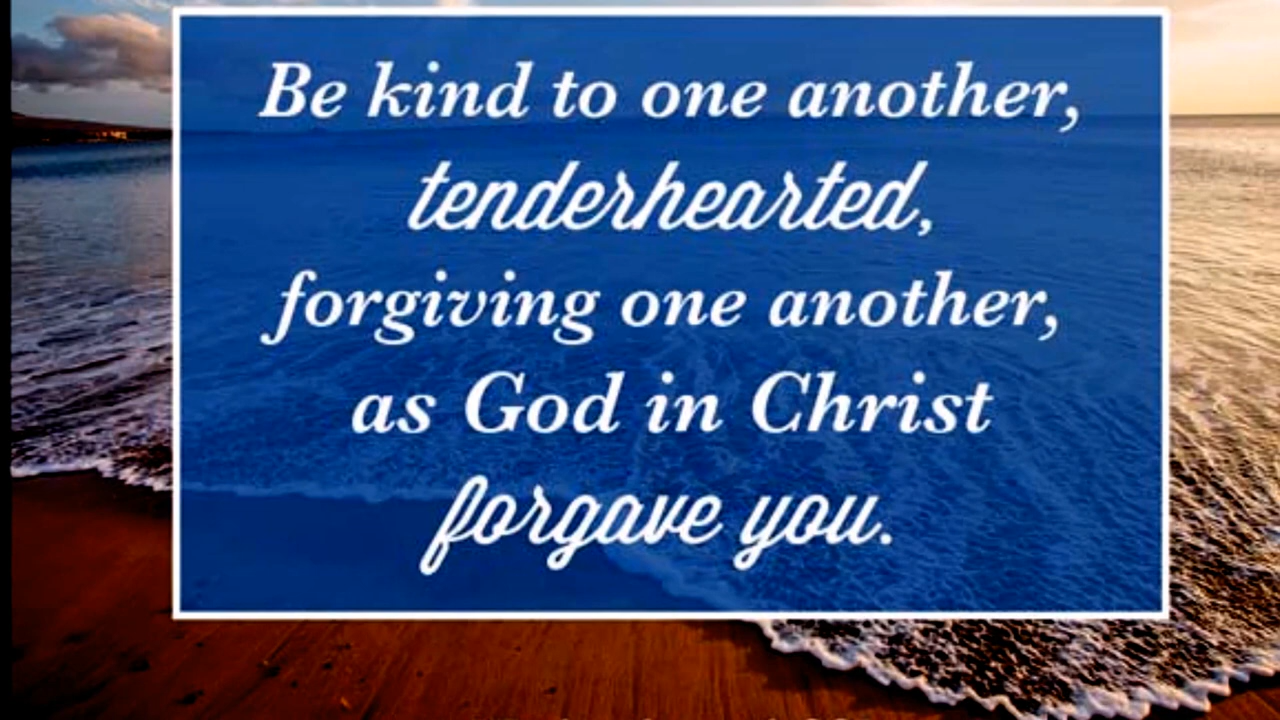 Be kind to one another,
tenderhearted,
forgiving one another,
as God in Christ
forgave you.